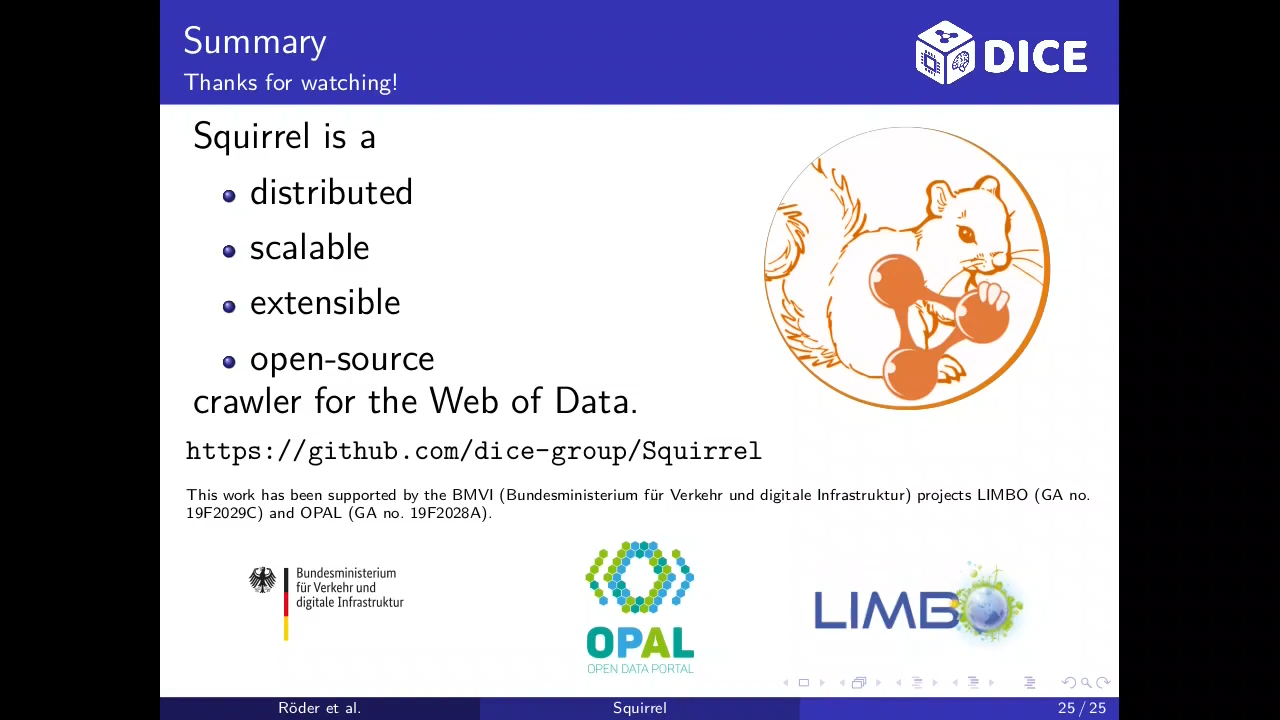 Summary
Thanks for watching!
DICE
Squirrel is a
distributed
scalable
extensible
open-source
crawler for the Web of Data.
https://github.com/dice-group/Squirrel
This work has been supported by the BMVI (Bundesministerium für Verkehr und digitale Infrastruktur) projects LIMBO (GA no.
19F2029C) and OPAL (GA no. 19F2028A).
Bundesministerium
für Verkehr und
digitale Infrastruktur
OPAL
OPEN DATA PORTAL
LIMBO
Röder et al.
Squirrel
25 / 25